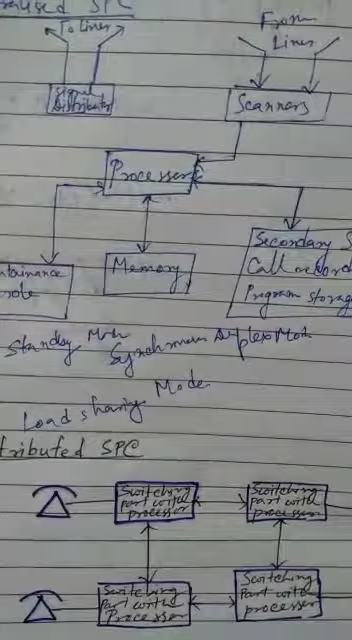 SPC
To Lines
From
Lines
Signal
Distributor
Scanners
Processor
Memory
Secondary S
Call record
Program storage
Standby Mode
Synchronous Duplex Mode
Load sharing Mode
tributed SPC
Switching
part with
processor
Switching
part with
processor
Switching
part with
Processor
Switching
part with
processor